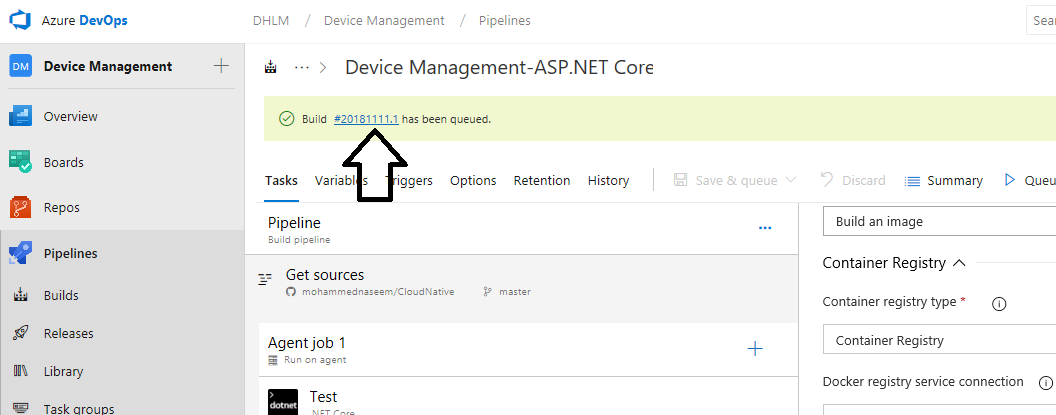 Azure DevOps
DHLM / Device Management / Pipelines
DM Device Management
Overview
Boards
Repos
Pipelines
Builds
Releases
Library
Task groups
... Device Management-ASP.NET Core
Build #20181111.1 has been queued.
Tasks Variables Triggers Options Retention History Save & queue Discard Summary Queu
Pipeline
Build pipeline
...
Get sources
mohammednaseem/CloudNative master
Agent job 1
Run on agent
dotnet
Test
.NET Core
Build an image
Container Registry
Container registry type *
Container Registry
Docker registry service connection